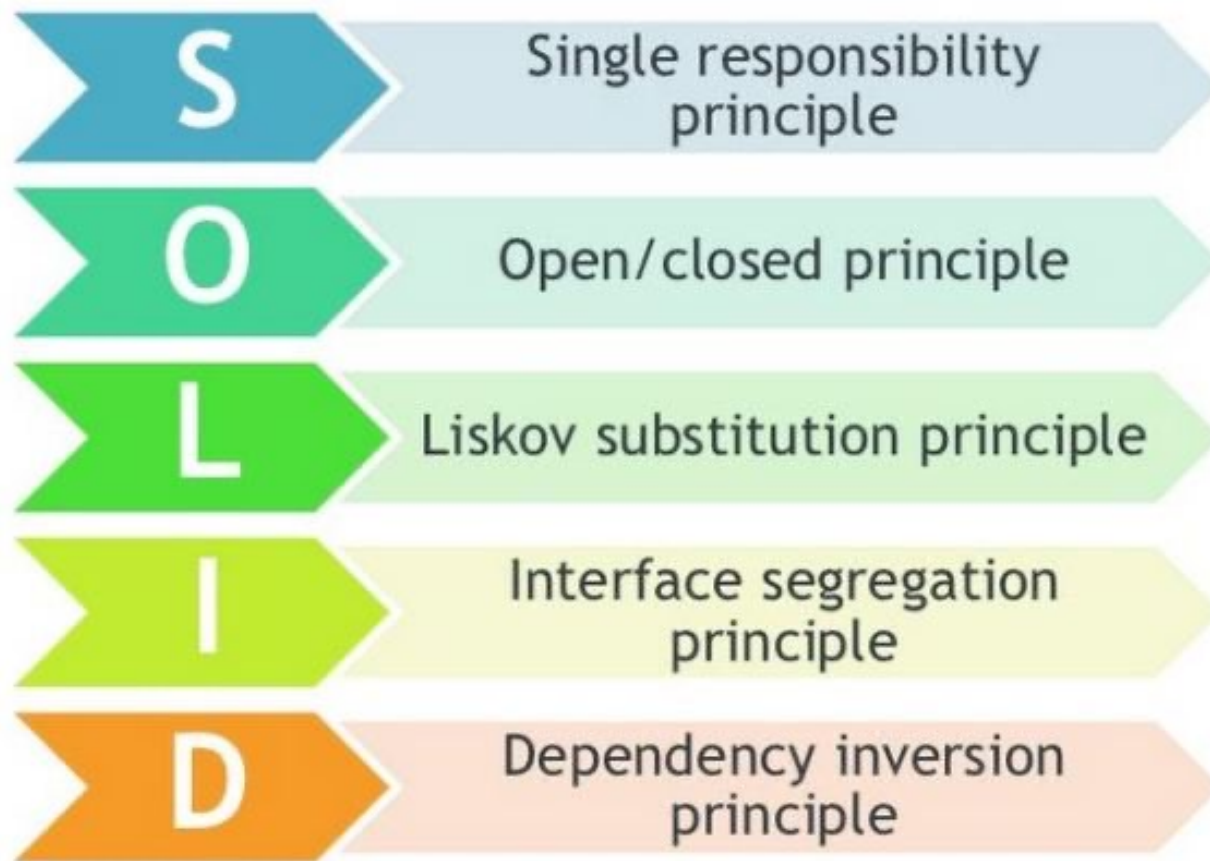 S
Single responsibility
principle
O
Open/closed principle
L
Liskov substitution principle
I
Interface segregation
principle
D
Dependency inversion
principle